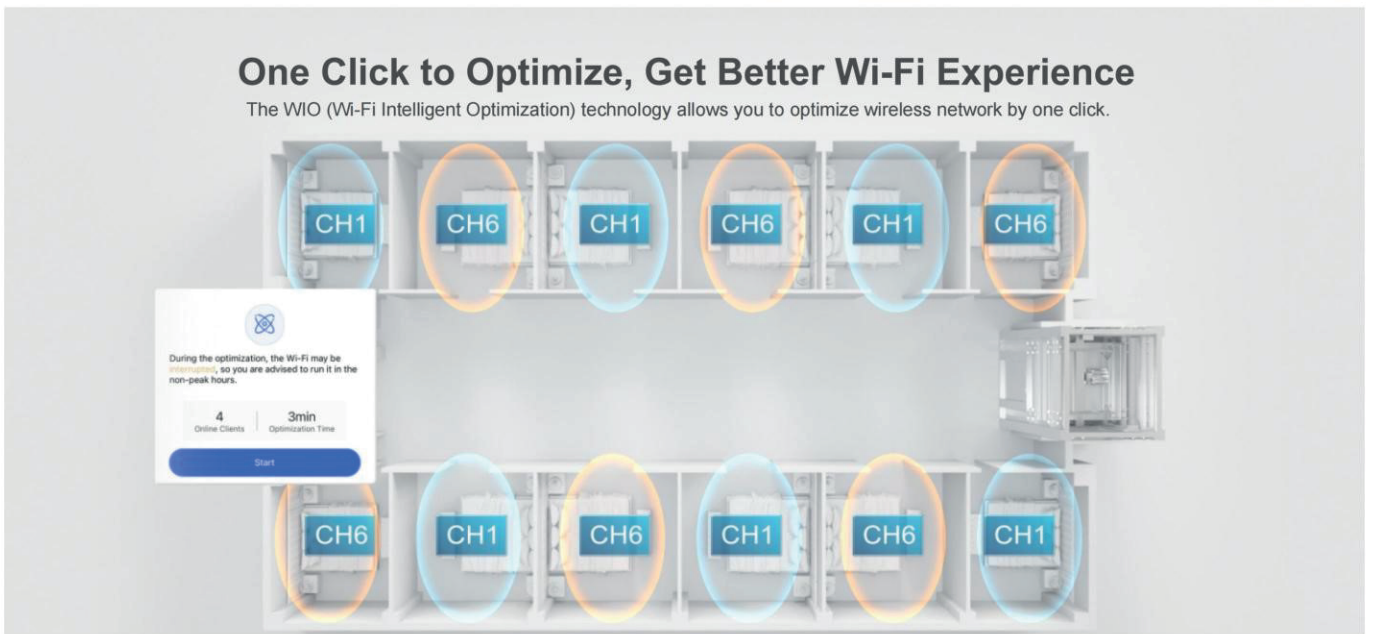 One Click to Optimize, Get Better Wi-Fi Experience
The WIO (Wi-Fi Intelligent Optimization) technology allows you to optimize wireless network by one click.
CH1 CH6 CH1 CH6 CH1 CH6
During the optimization, the Wi-Fi may be
interrupted, so you are advised to run it in the
non-peak hours.
4 3min
Online Clients Optimization Time
Start
CH6 CH1 CH6 CH1 CH6 CH1